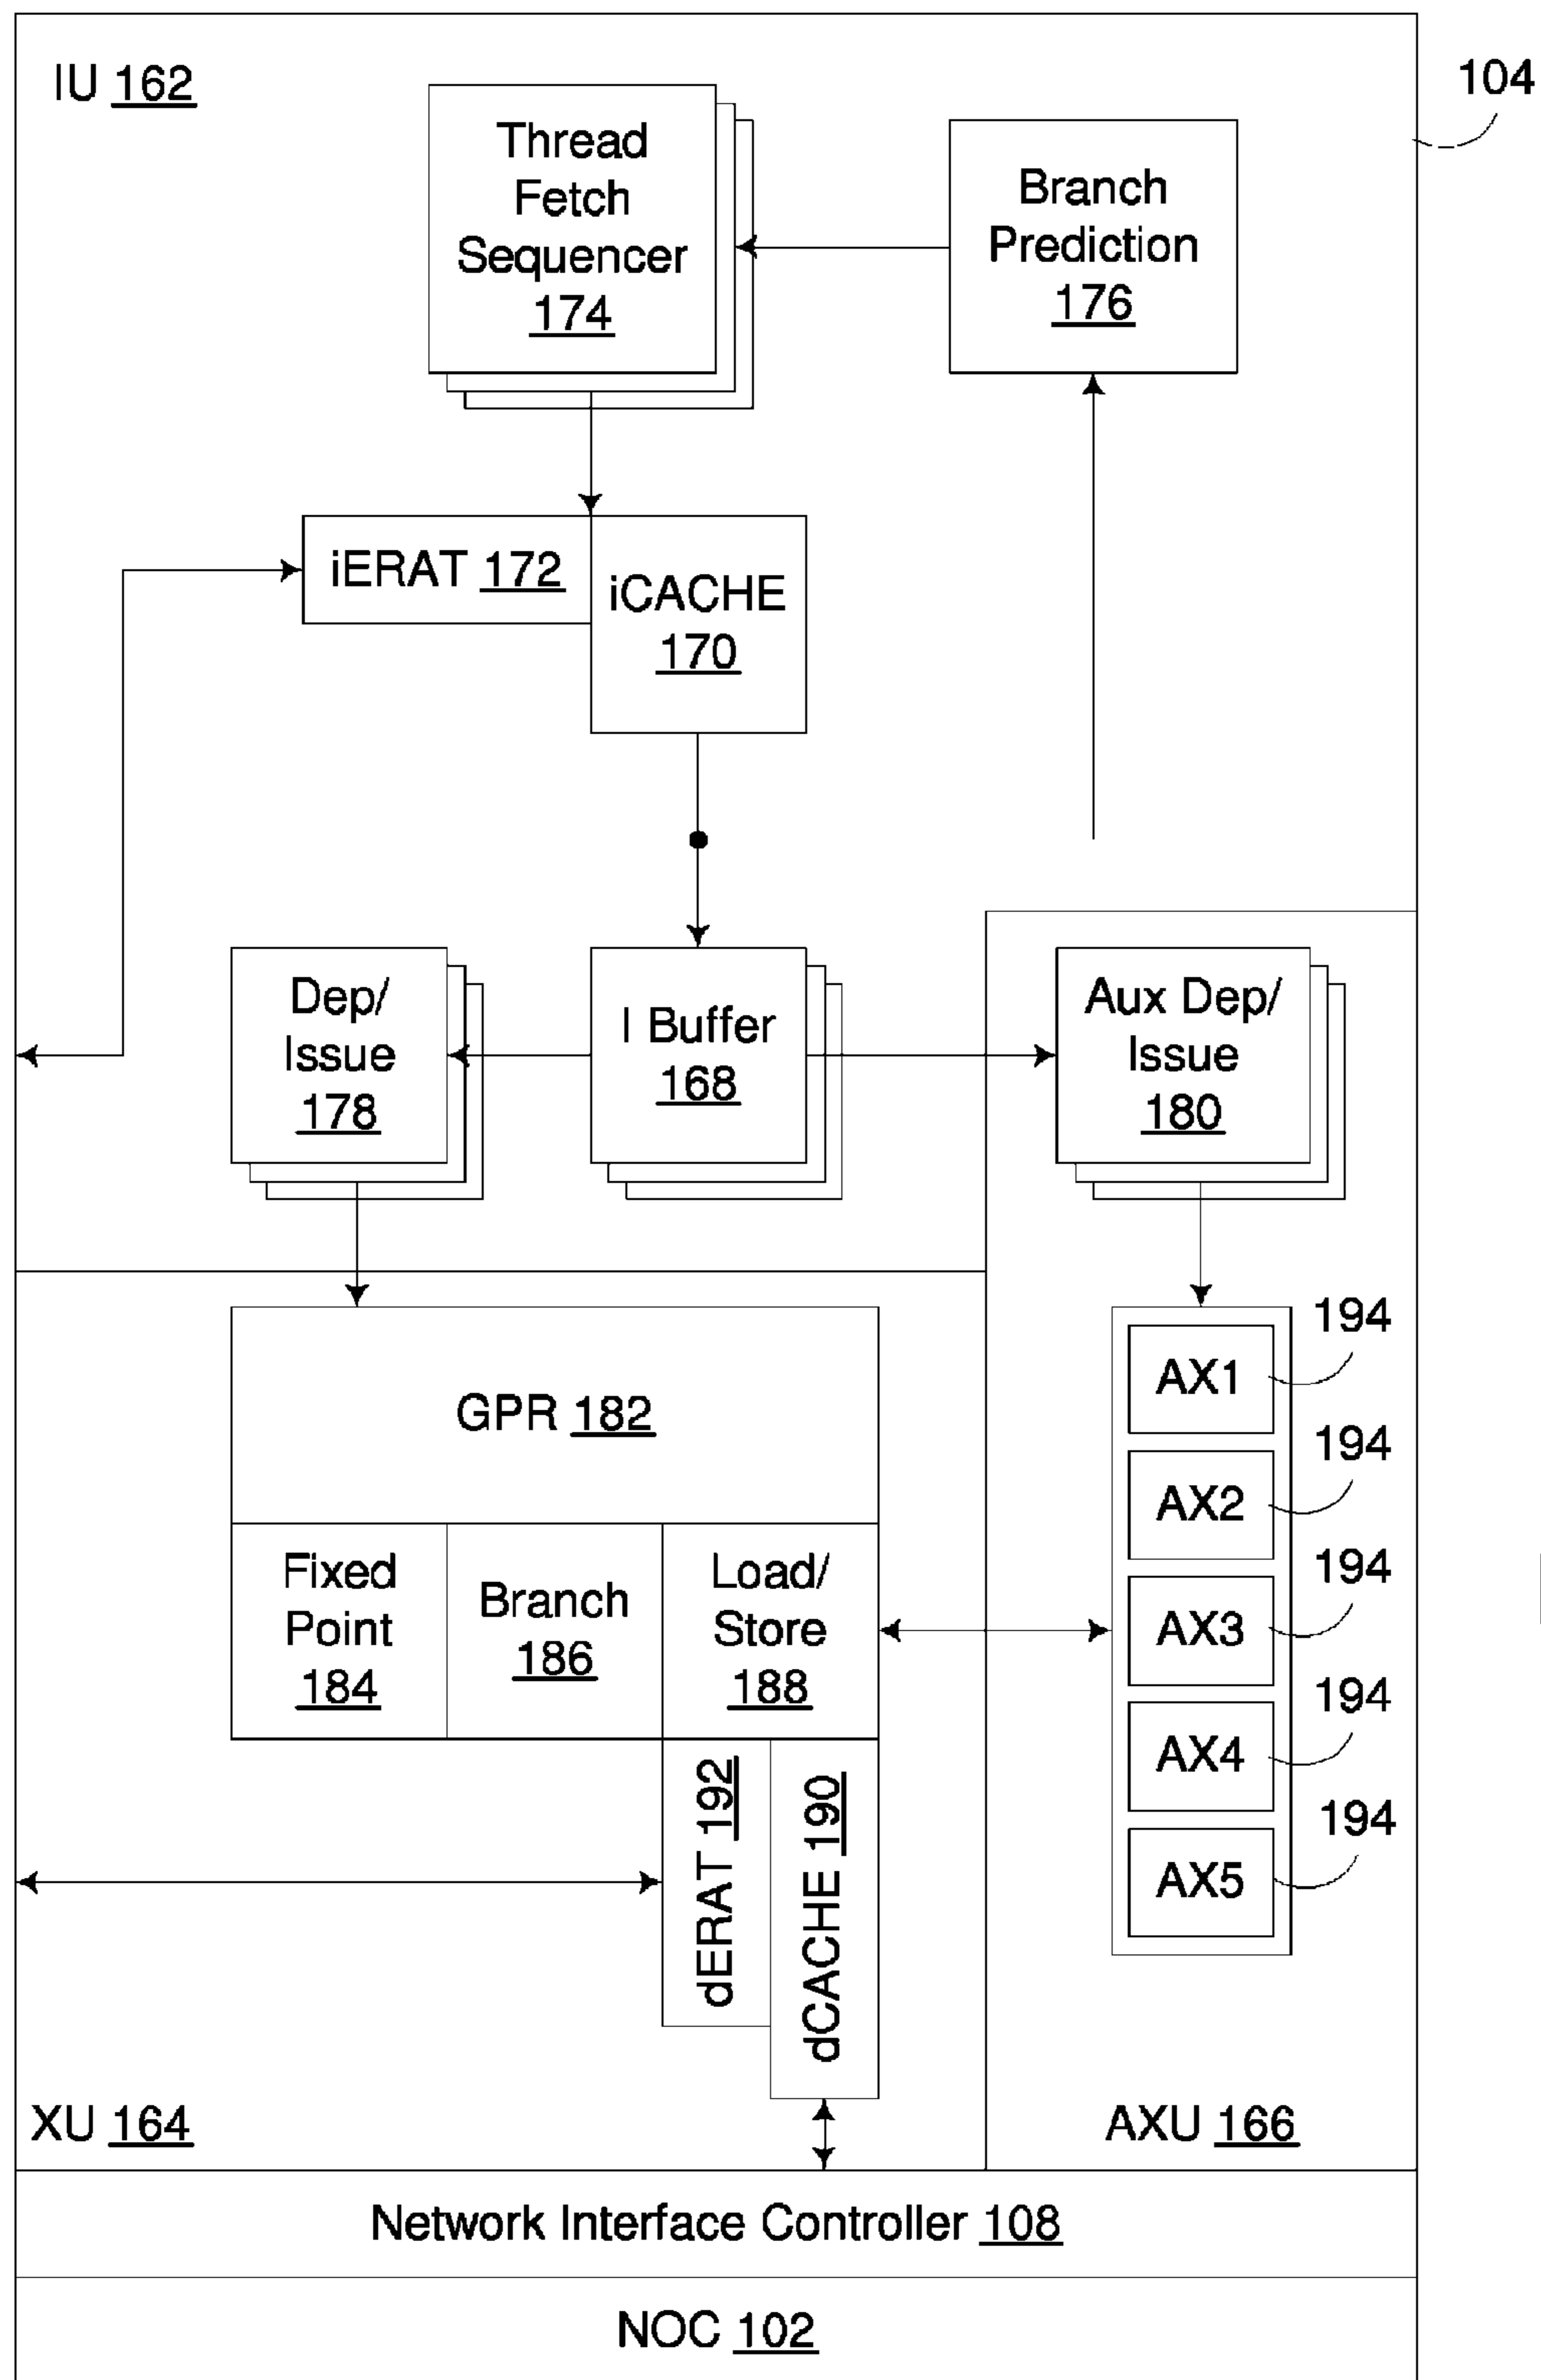 IU 162
104
Thread
Fetch
Sequencer
174
Branch
Prediction
176
iERAT 172
iCACHE
170
Dep/
Issue
178
I Buffer
168
Aux Dep/
Issue
180
GPR 182
Fixed
Point
184
Branch
186
Load/
Store
188
dERAT 192
dCACHE 190
194
AX1
194
AX2
194
AX3
194
AX4
194
AX5
XU 164
AXU 166
Network Interface Controller 108
NOC 102